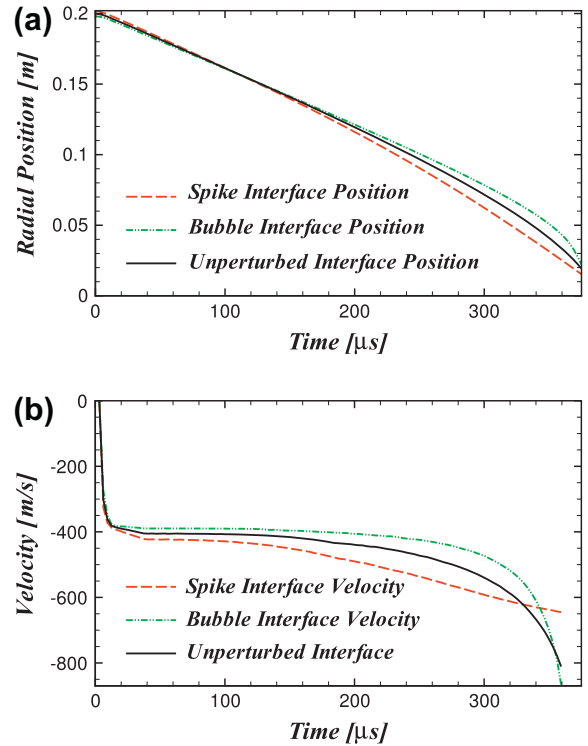 (a)
0.2
0.15
0.1
0.05
0
Radial Position [m]
Spike Interface Position
Bubble Interface Position
Unperturbed Interface Position
0 100 200 300
Time [μs]
(b)
0
-200
-400
-600
-800
Velocity [m/s]
Spike Interface Velocity
Bubble Interface Velocity
Unperturbed Interface
0 100 200 300
Time [μs]